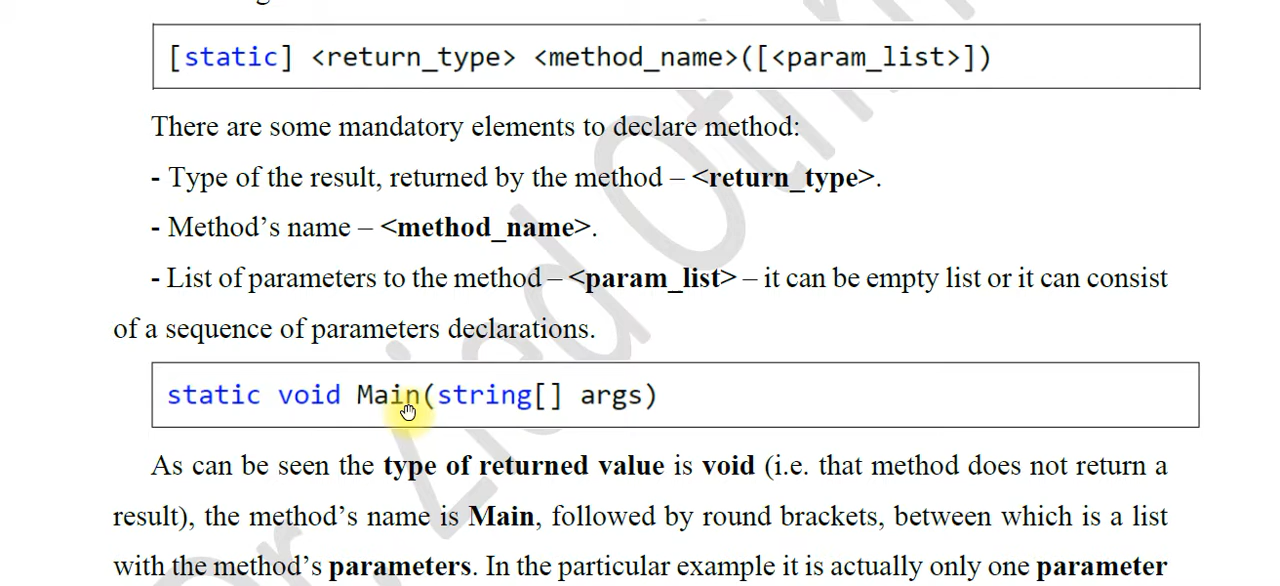 [static] <return_type> <method_name>([<param_list>])
There are some mandatory elements to declare method:
- Type of the result, returned by the method – <return_type>.
- Method’s name – <method_name>.
- List of parameters to the method – <param_list> – it can be empty list or it can consist
of a sequence of parameters declarations.
static void Main(string[] args)
As can be seen the type of returned value is void (i.e. that method does not return a
result), the method’s name is Main, followed by round brackets, between which is a list
with the method’s parameters. In the particular example it is actually only one parameter